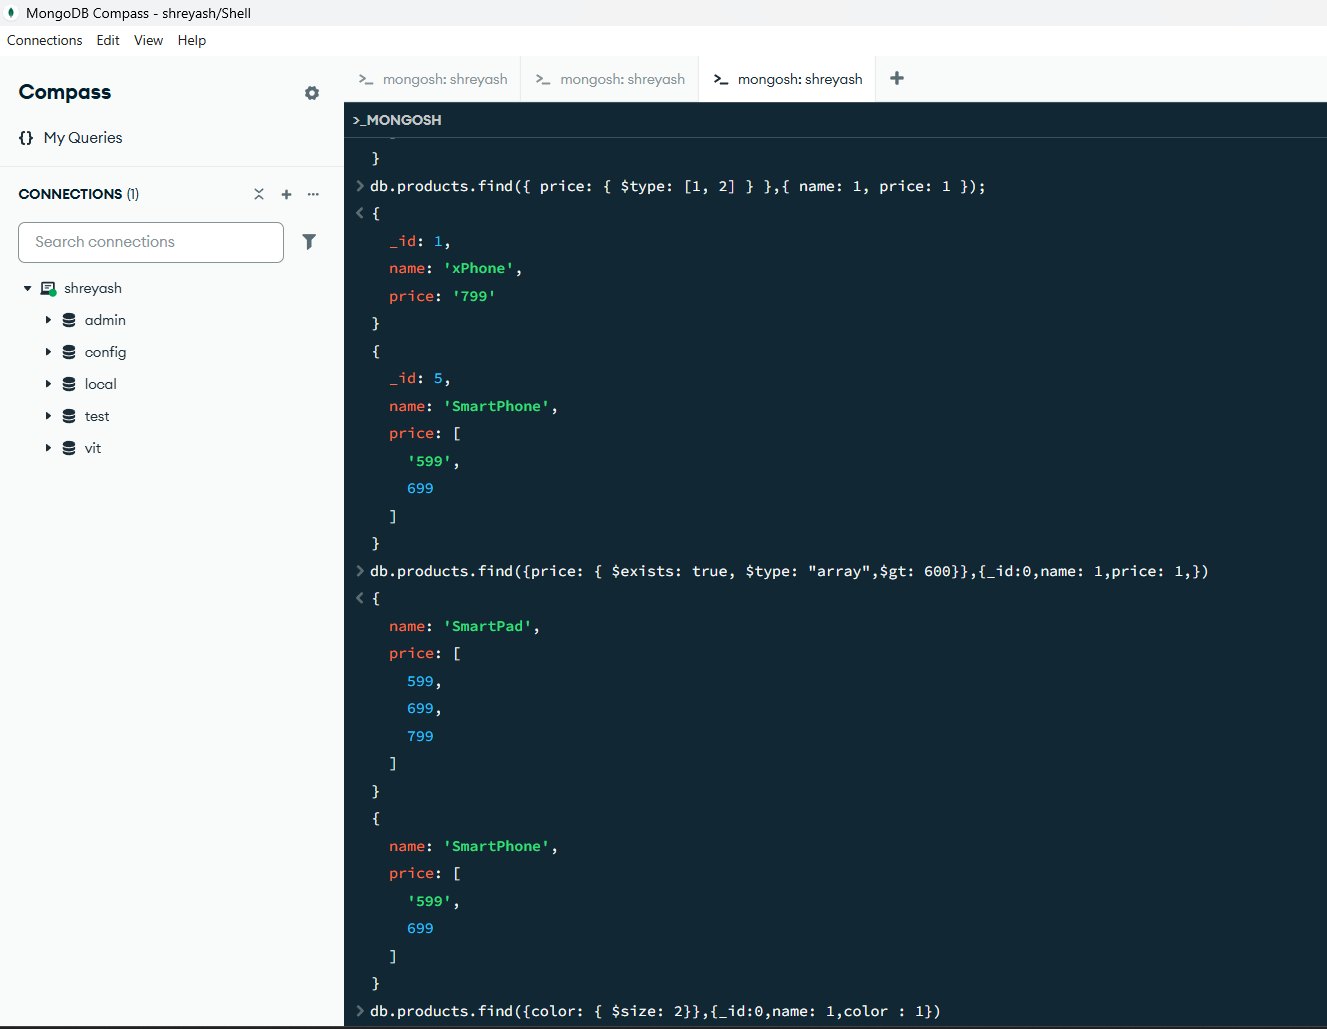 MongoDB Compass - shreyash/Shell
Connections Edit View Help
Compass
{} My Queries
CONNECTIONS (1)
Search connections
shreyash
admin
config
local
test
vit
>_ mongosh: shreyash
>_ mongosh: shreyash
>_ mongosh: shreyash
>_MONGOSH
}
> db.products.find({ price: { $type: [1, 2] } },{ name: 1, price: 1 });
< {
_id: 1,
name: 'xPhone',
price: '799'
}
{
_id: 5,
name: 'SmartPhone',
price: [
'599',
699
]
}
> db.products.find({price: { $exists: true, $type: "array",$gt: 600}},{_id:0,name: 1,price: 1,})
< {
name: 'SmartPad',
price: [
599,
699,
799
]
}
{
name: 'SmartPhone',
price: [
'599',
699
]
}
> db.products.find({color: { $size: 2}},{_id:0,name: 1,color : 1})